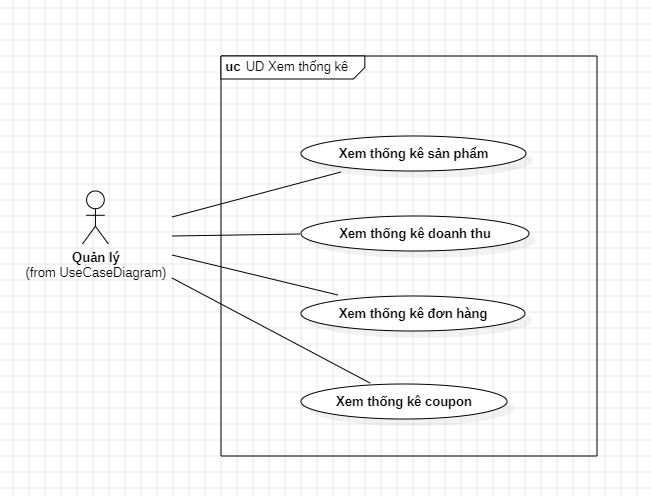 uc UD Xem thống kê
Xem thống kê sản phẩm
Xem thống kê doanh thu
Quản lý
(from UseCaseDiagram)
Xem thống kê đơn hàng
Xem thống kê coupon